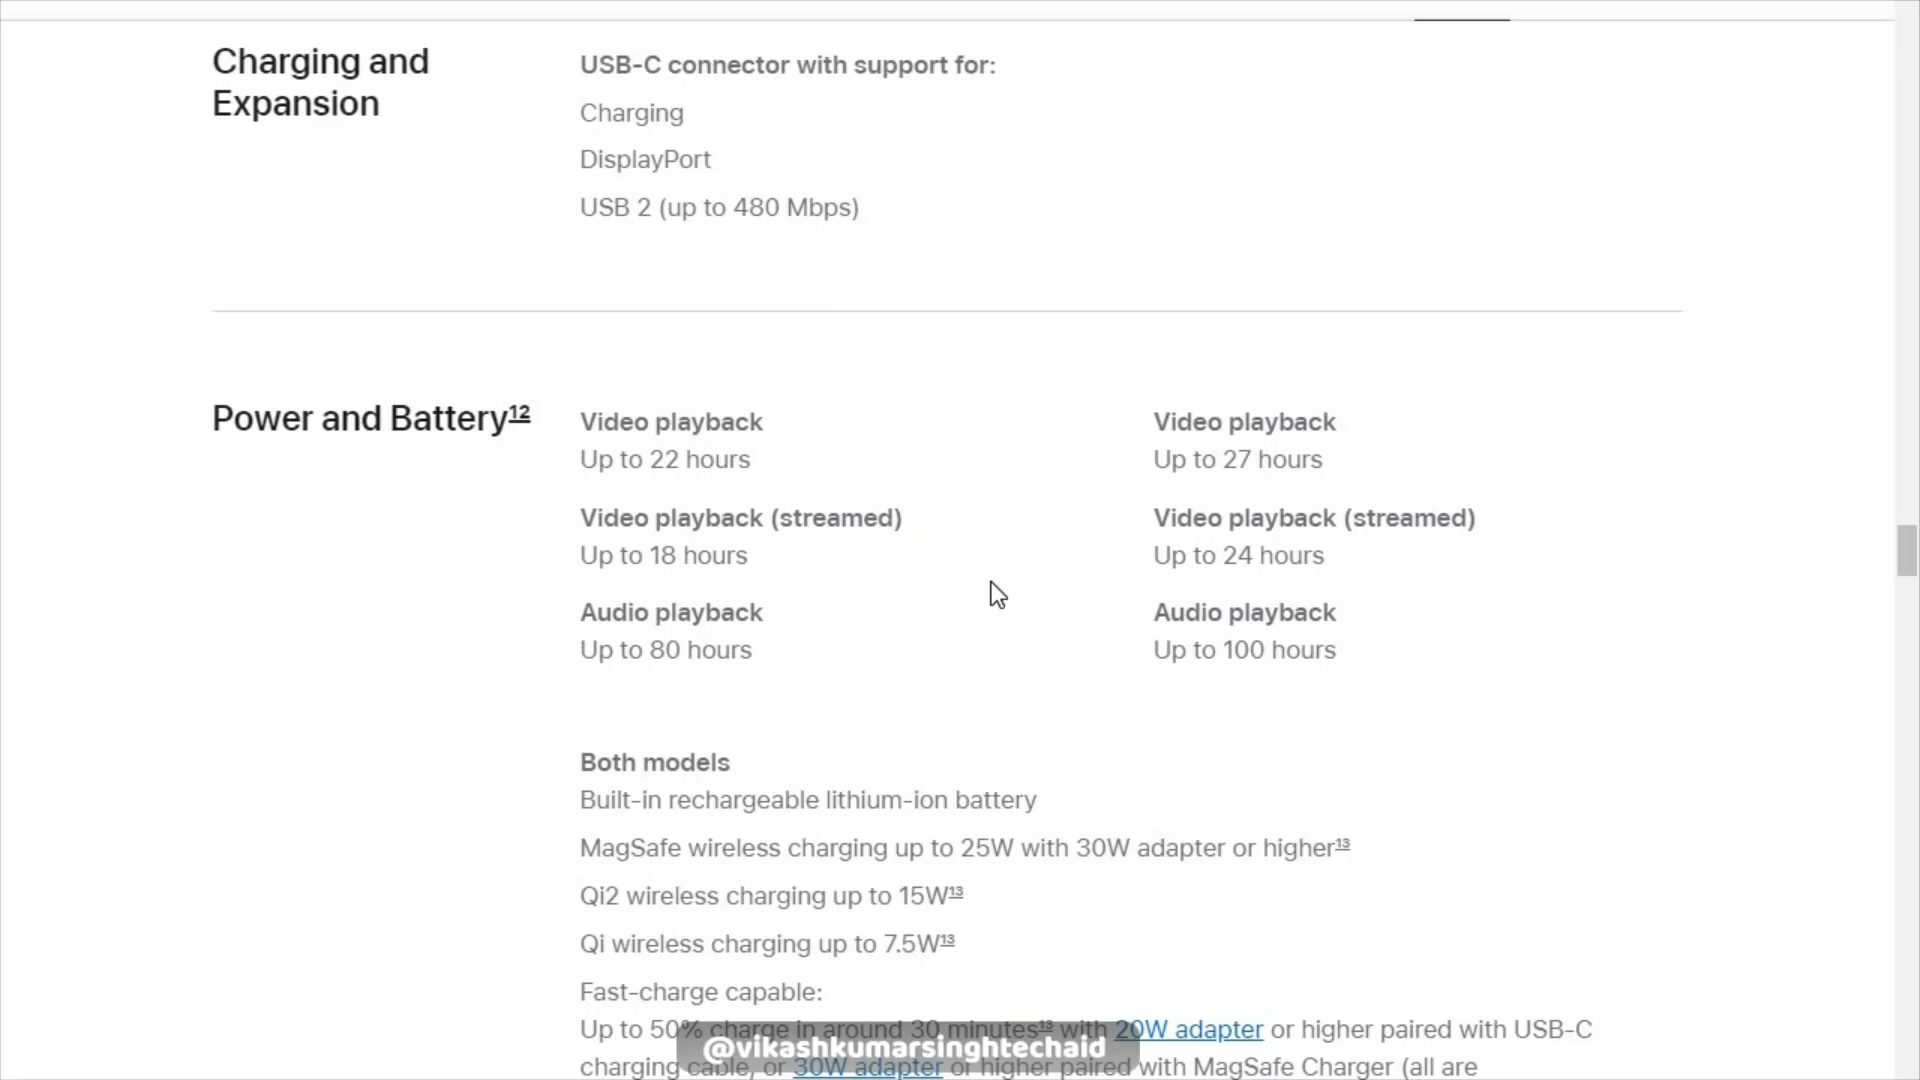 Charging and
Expansion
USB-C connector with support for:
Charging
DisplayPort
USB 2 (up to 480 Mbps)
Power and Battery12
Video playback
Up to 22 hours
Video playback (streamed)
Up to 18 hours
Audio playback
Up to 80 hours
Video playback
Up to 27 hours
Video playback (streamed)
Up to 24 hours
Audio playback
Up to 100 hours
Both models
Built-in rechargeable lithium-ion battery
MagSafe wireless charging up to 25W with 30W adapter or higher13
Qi2 wireless charging up to 15W13
Qi wireless charging up to 7.5W13
Fast-charge capable:
Up to 50% charge in around 30 minutes13 with 20W adapter or higher paired with USB-C
charging cable, or 30W adapter or higher paired with MagSafe Charger (all are
@vikashkumarsinghtechaid